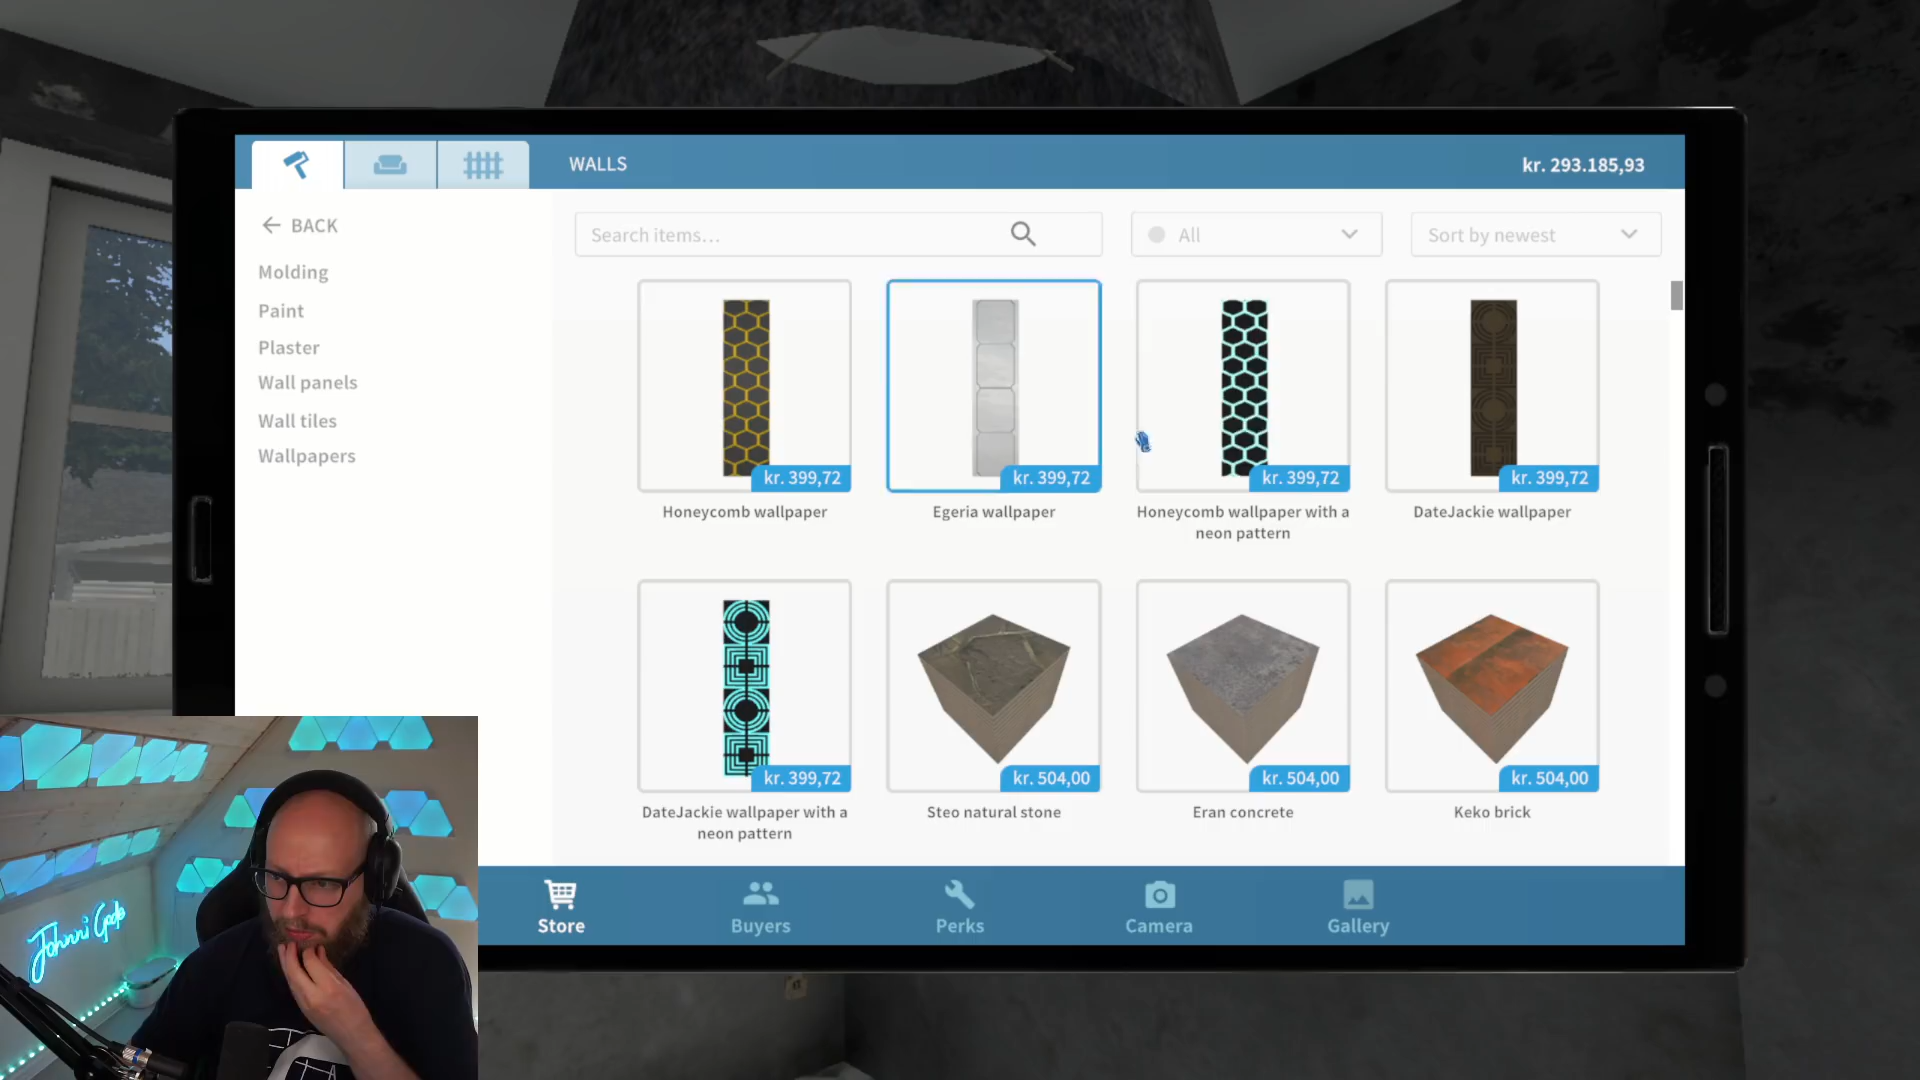 WALLS
kr. 293.185,93
BACK
Molding
Paint
Plaster
Wall panels
Wall tiles
Wallpapers
Search items...
All
Sort by newest
kr. 399,72
Honeycomb wallpaper
kr. 399,72
Egeria wallpaper
kr. 399,72
Honeycomb wallpaper with a
neon pattern
kr. 399,72
DateJackie wallpaper
kr. 399,72
DateJackie wallpaper with a
neon pattern
kr. 504,00
Steo natural stone
kr. 504,00
Eran concrete
kr. 504,00
Keko brick
Store
Buyers
Perks
Camera
Gallery